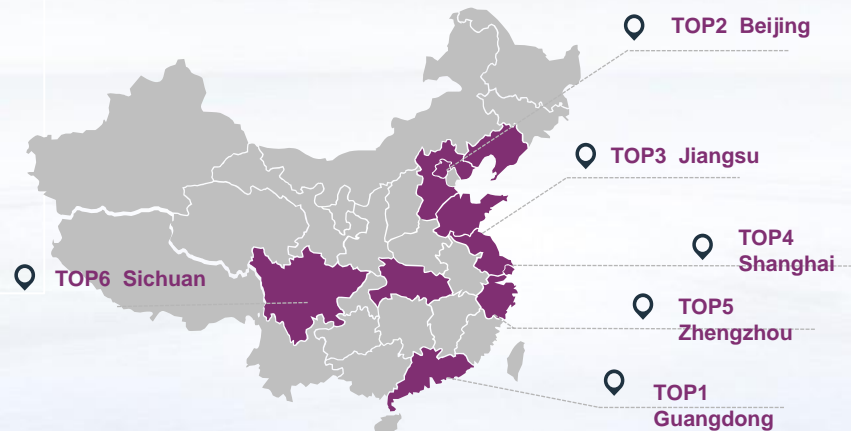 TOP2 Beijing
TOP3 Jiangsu
TOP4
Shanghai
TOP6 Sichuan
TOP5
Zhengzhou
TOP1
Guangdong